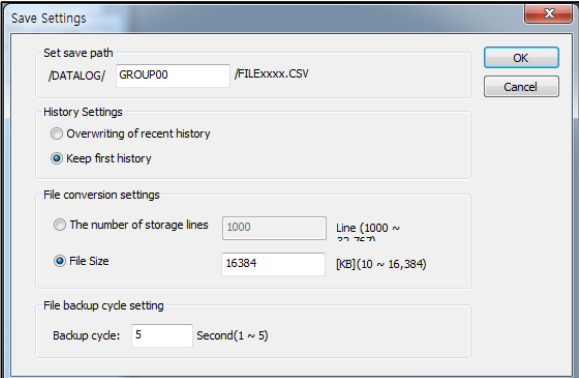 Save Settings
Set save path
/DATALOG/ GROUP00 /FILExxxx.CSV
OK
Cancel
History Settings
Overwriting of recent history
Keep first history
File conversion settings
The number of storage lines 1000 Line (1000 ~
32,767)
File Size 16384 [KB](10 ~ 16,384)
File backup cycle setting
Backup cycle: 5 Second(1 ~ 5)